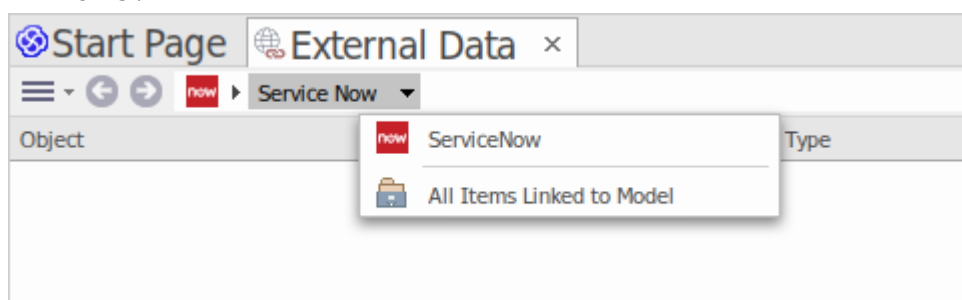 Start Page External Data ×
now Service Now
Object Type
now ServiceNow
All Items Linked to Model